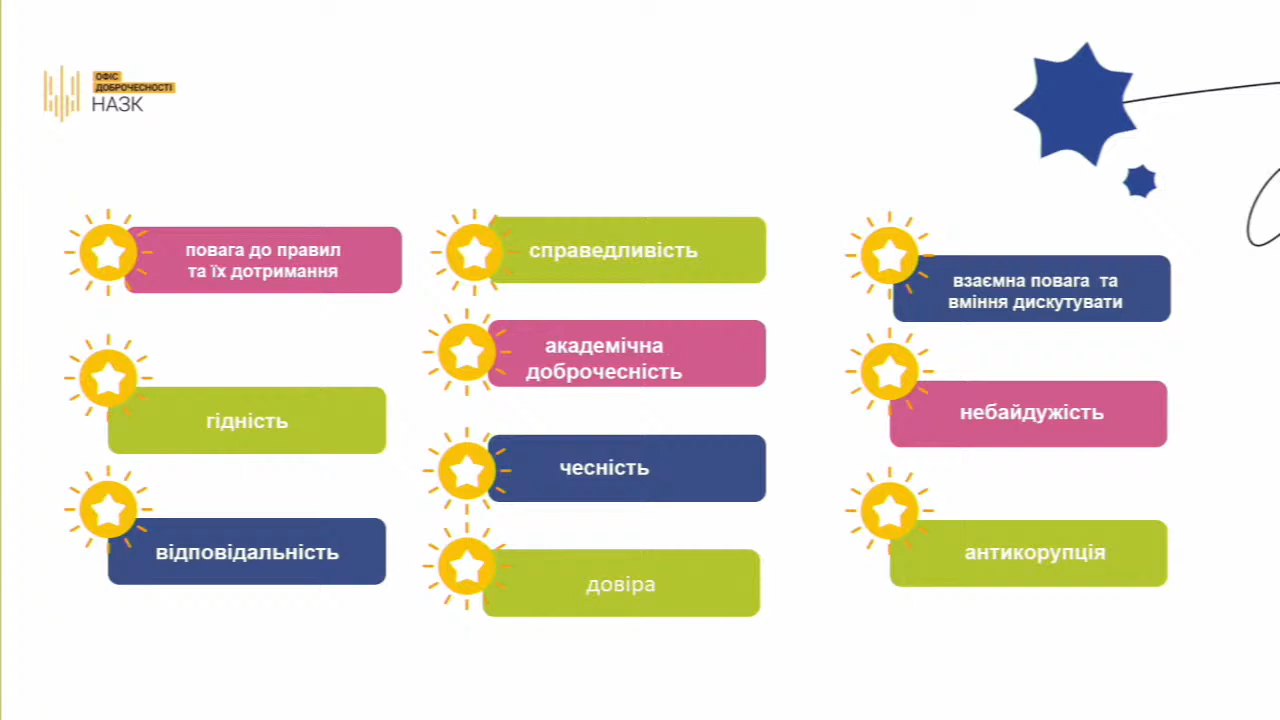 ОФІС
ДОБРОЧЕСНОСТІ
НАЗК
повага до правил
та їх дотримання
гідність
відповідальність
справедливість
академічна
доброчесність
чесність
довіра
взаємна повага та
вміння дискутувати
небайдужість
антикорупція